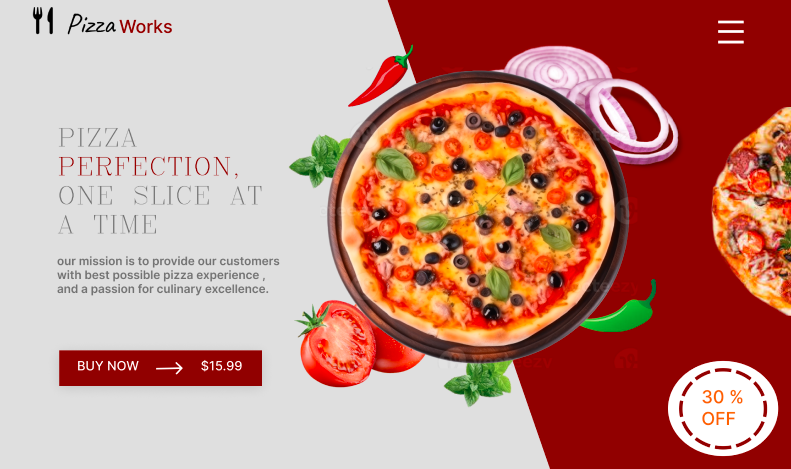 Pizza Works
PIZZA
PERFECTION,
ONE SLICE AT
A TIME
our mission is to provide our customers
with best possible pizza experience ,
and a passion for culinary excellence.
BUY NOW $15.99
30 %
OFF